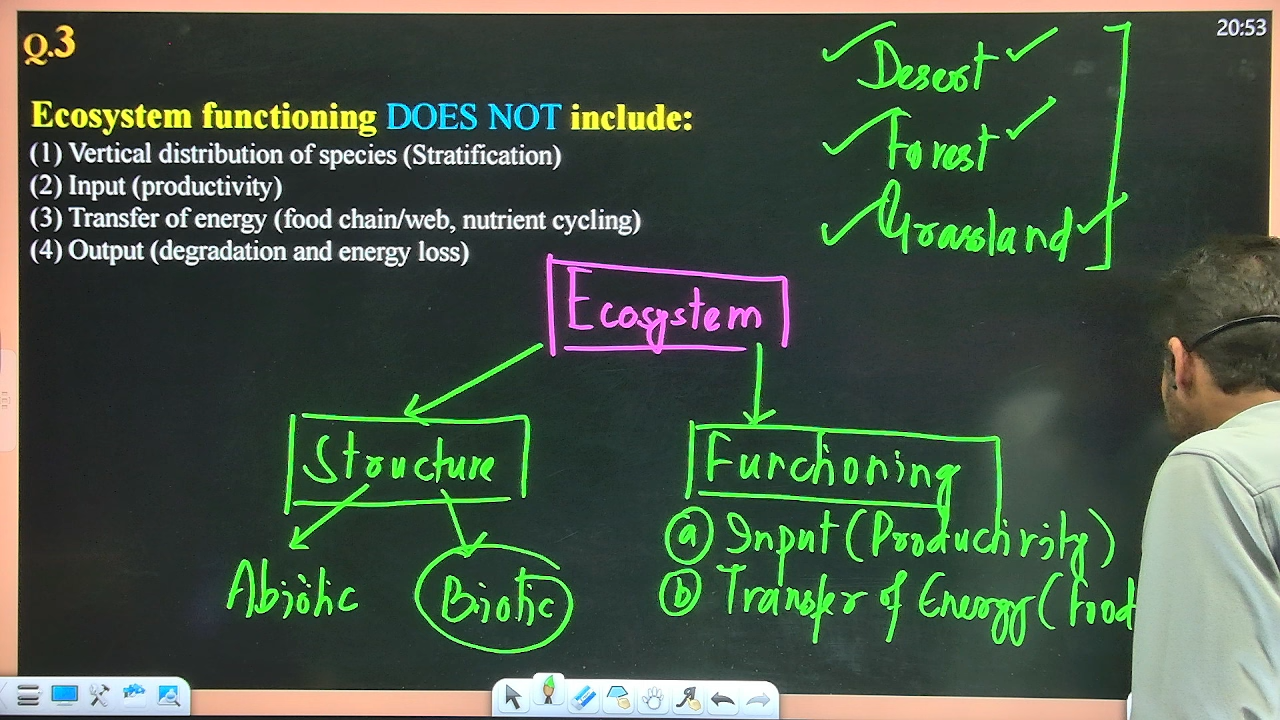 20:53
Q.3
Ecosystem functioning DOES NOT include:
(1) Vertical distribution of species (Stratification)
(2) Input (productivity)
(3) Transfer of energy (food chain/web, nutrient cycling)
(4) Output (degradation and energy loss)
Desert
Forest
Grassland
Ecosystem
Structure
Functioning
Abiotic
Biotic
(a) Input (Productivity)
(b) Transfer of Energy (Food